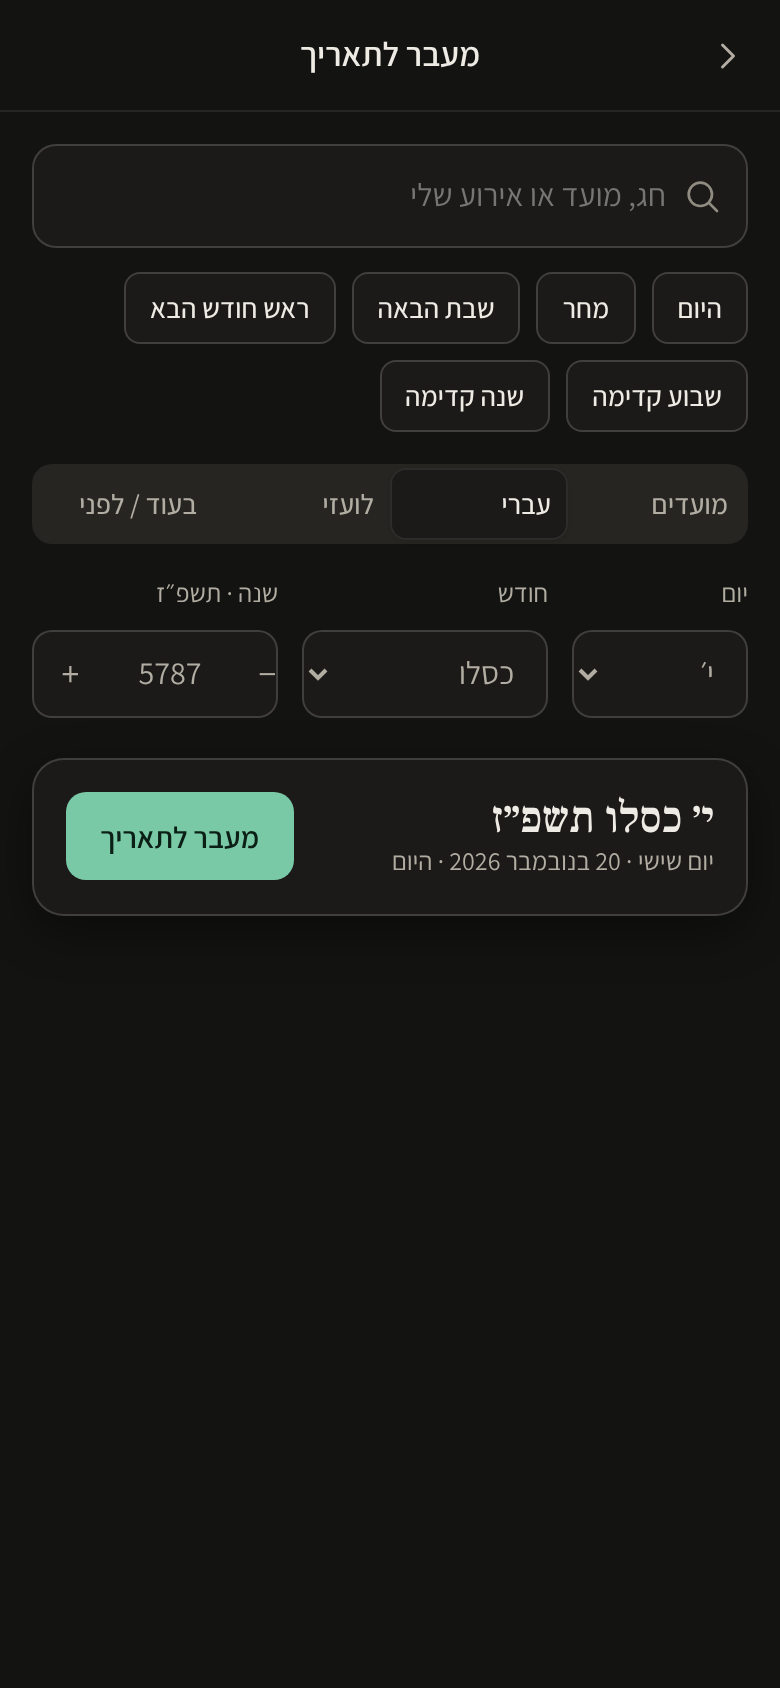 מעבר לתאריך
חג, מועד או אירוע שלי
היום מחר שבת הבאה ראש חודש הבא
שבוע קדימה שנה קדימה
מועדים עברי לועזי בעוד / לפני
יום חודש שנה · תשפ״ז
י׳ כסלו − 5787 +
י׳ כסלו תשפ״ז
מעבר לתאריך
יום שישי · 20 בנובמבר 2026 · היום